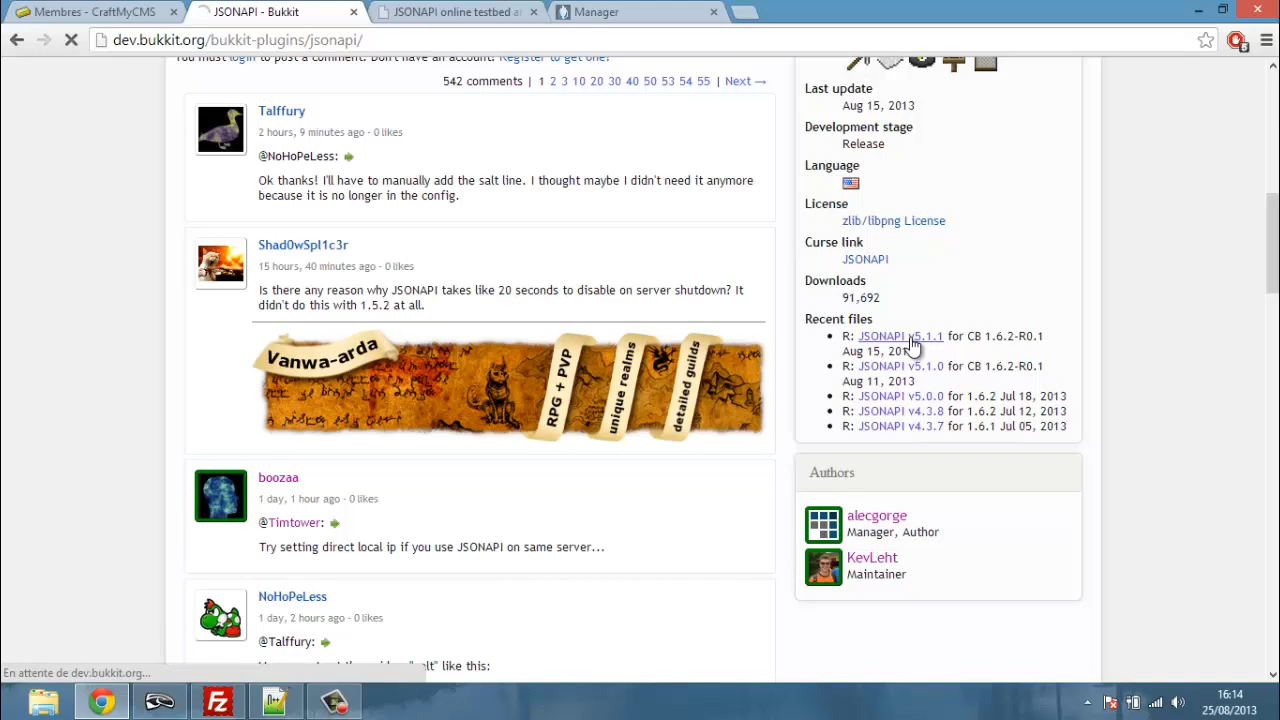 Membres - CraftMyCMS
JSONAPI - Bukkit
JSONAPI online testbed a
Manager
dev.bukkit.org/bukkit-plugins/jsonapi/
You must login to post a comment. Don't have an account? Register to get one!
542 comments | 1 2 3 10 20 30 40 50 53 54 55 | Next →
Talffury
2 hours, 9 minutes ago - 0 likes
@NoHoPeLess:
Ok thanks! I'll have to manually add the salt line. I thought maybe I didn't need it anymore
because it is no longer in the config.
Shad0wSpl1c3r
15 hours, 40 minutes ago - 0 likes
Is there any reason why JSONAPI takes like 20 seconds to disable on server shutdown? It
didn't do this with 1.5.2 at all.
Vanwa-arda
RPG + PVP
unique realms
detailed guilds
boozaa
1 day, 1 hour ago - 0 likes
@Timtower:
Try setting direct local ip if you use JSONAPI on same server...
NoHoPeLess
1 day, 2 hours ago - 0 likes
@Talffury:
"salt" like this:
Last update
Aug 15, 2013
Development stage
Release
Language
License
zlib/libpng License
Curse link
JSONAPI
Downloads
91,692
Recent files
R: JSONAPI v5.1.1 for CB 1.6.2-R0.1
Aug 15, 2013
R: JSONAPI v5.1.0 for CB 1.6.2-R0.1
Aug 11, 2013
R: JSONAPI v5.0.0 for 1.6.2 Jul 18, 2013
R: JSONAPI v4.3.8 for 1.6.2 Jul 12, 2013
R: JSONAPI v4.3.7 for 1.6.1 Jul 05, 2013
Authors
alecgorge
Manager, Author
KevLeht
Maintainer
En attente de dev.bukkit.org...
16:14
25/08/2013